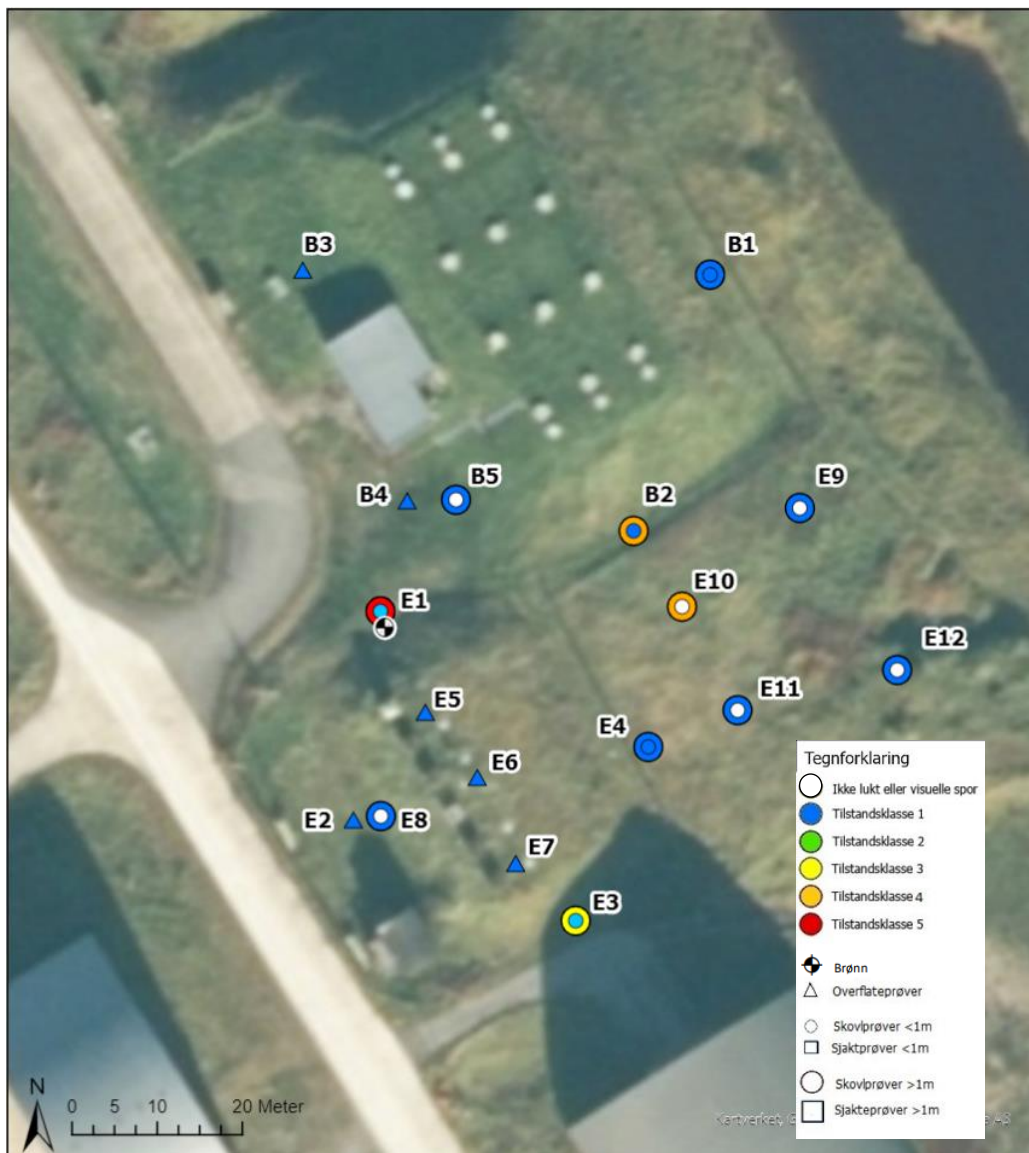 B3
B1
B5
B4
E9
B2
E10
E1
E12
E11
E5
E4
E6
E2
E8
E7
E3
Tegnforklaring
Ikke lukt eller visuelle spor
Tilstandsklasse 1
Tilstandsklasse 2
Tilstandsklasse 3
Tilstandsklasse 4
Tilstandsklasse 5
Brønn
Overflateprøver
Skovlprøver <1m
Sjaktprøver <1m
Skovlprøver >1m
Sjakteprøver >1m
N
0 5 10 20 Meter
Kartverket,